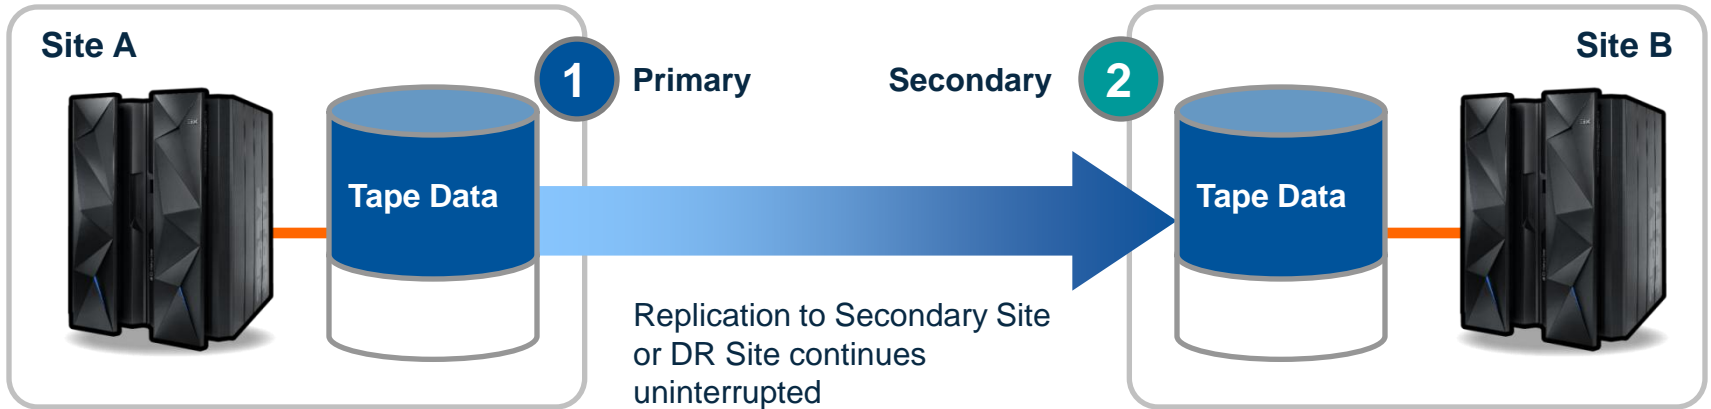 Site A
1
Primary
Secondary
2
Site B
Tape Data
Tape Data
Replication to Secondary Site
or DR Site continues
uninterrupted